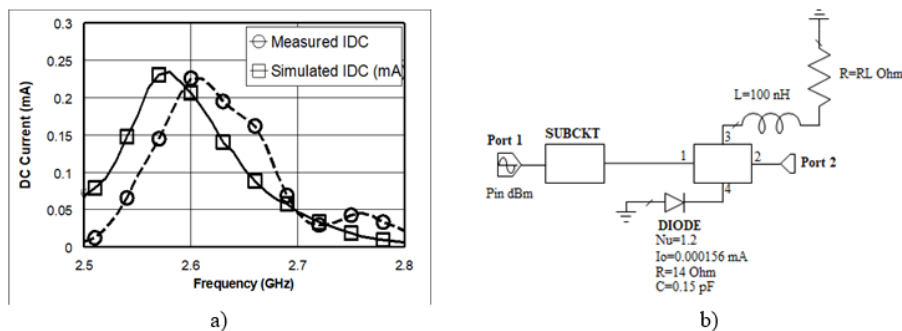 0.3
0.25
0.2
0.15
0.1
0.05
0
DC Current (mA)
Measured IDC
Simulated IDC (mA)
2.5
2.6
2.7
2.8
Frequency (GHz)
a)
R=RL Ohm
L=100 nH
Port 1
SUBCKT
3
1
2
Port 2
4
Pin dBm
DIODE
Nu=1.2
Io=0.000156 mA
R=14 Ohm
C=0.15 pF
b)